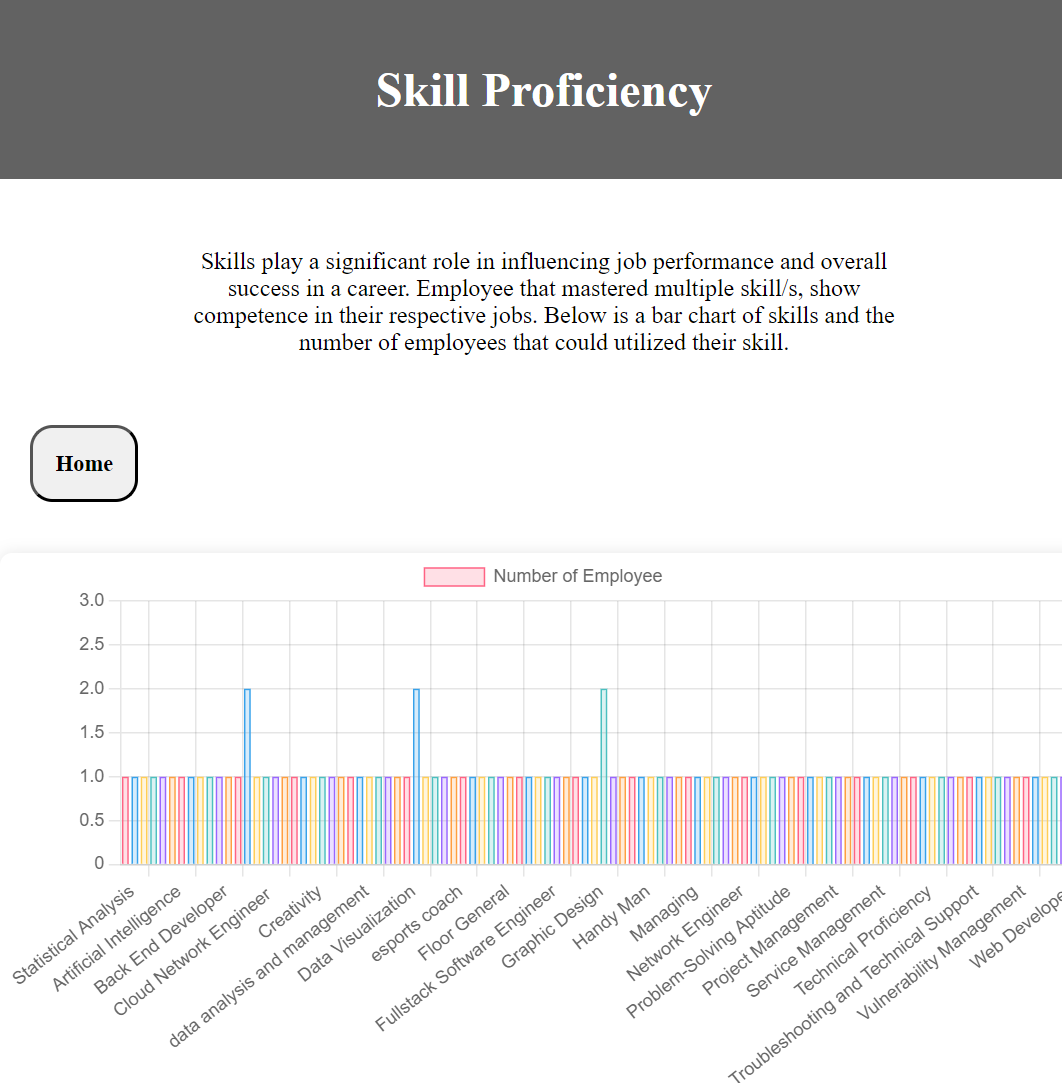 Skill Proficiency
Skills play a significant role in influencing job performance and overall
success in a career. Employee that mastered multiple skill/s, show
competence in their respective jobs. Below is a bar chart of skills and the
number of employees that could utilized their skill.
Home
Number of Employee
3.0
2.5
2.0
1.5
1.0
0.5
0
Statistical Analysis
Artificial Intelligence
Back End Developer
Cloud Network Engineer
Creativity
data analysis and management
Data Visualization
esports coach
Floor General
Fullstack Software Engineer
Graphic Design
Handy Man
Managing
Network Engineer
Problem-Solving Aptitude
Project Management
Service Management
Technical Proficiency
Troubleshooting and Technical Support
Vulnerability Management
Web Develope